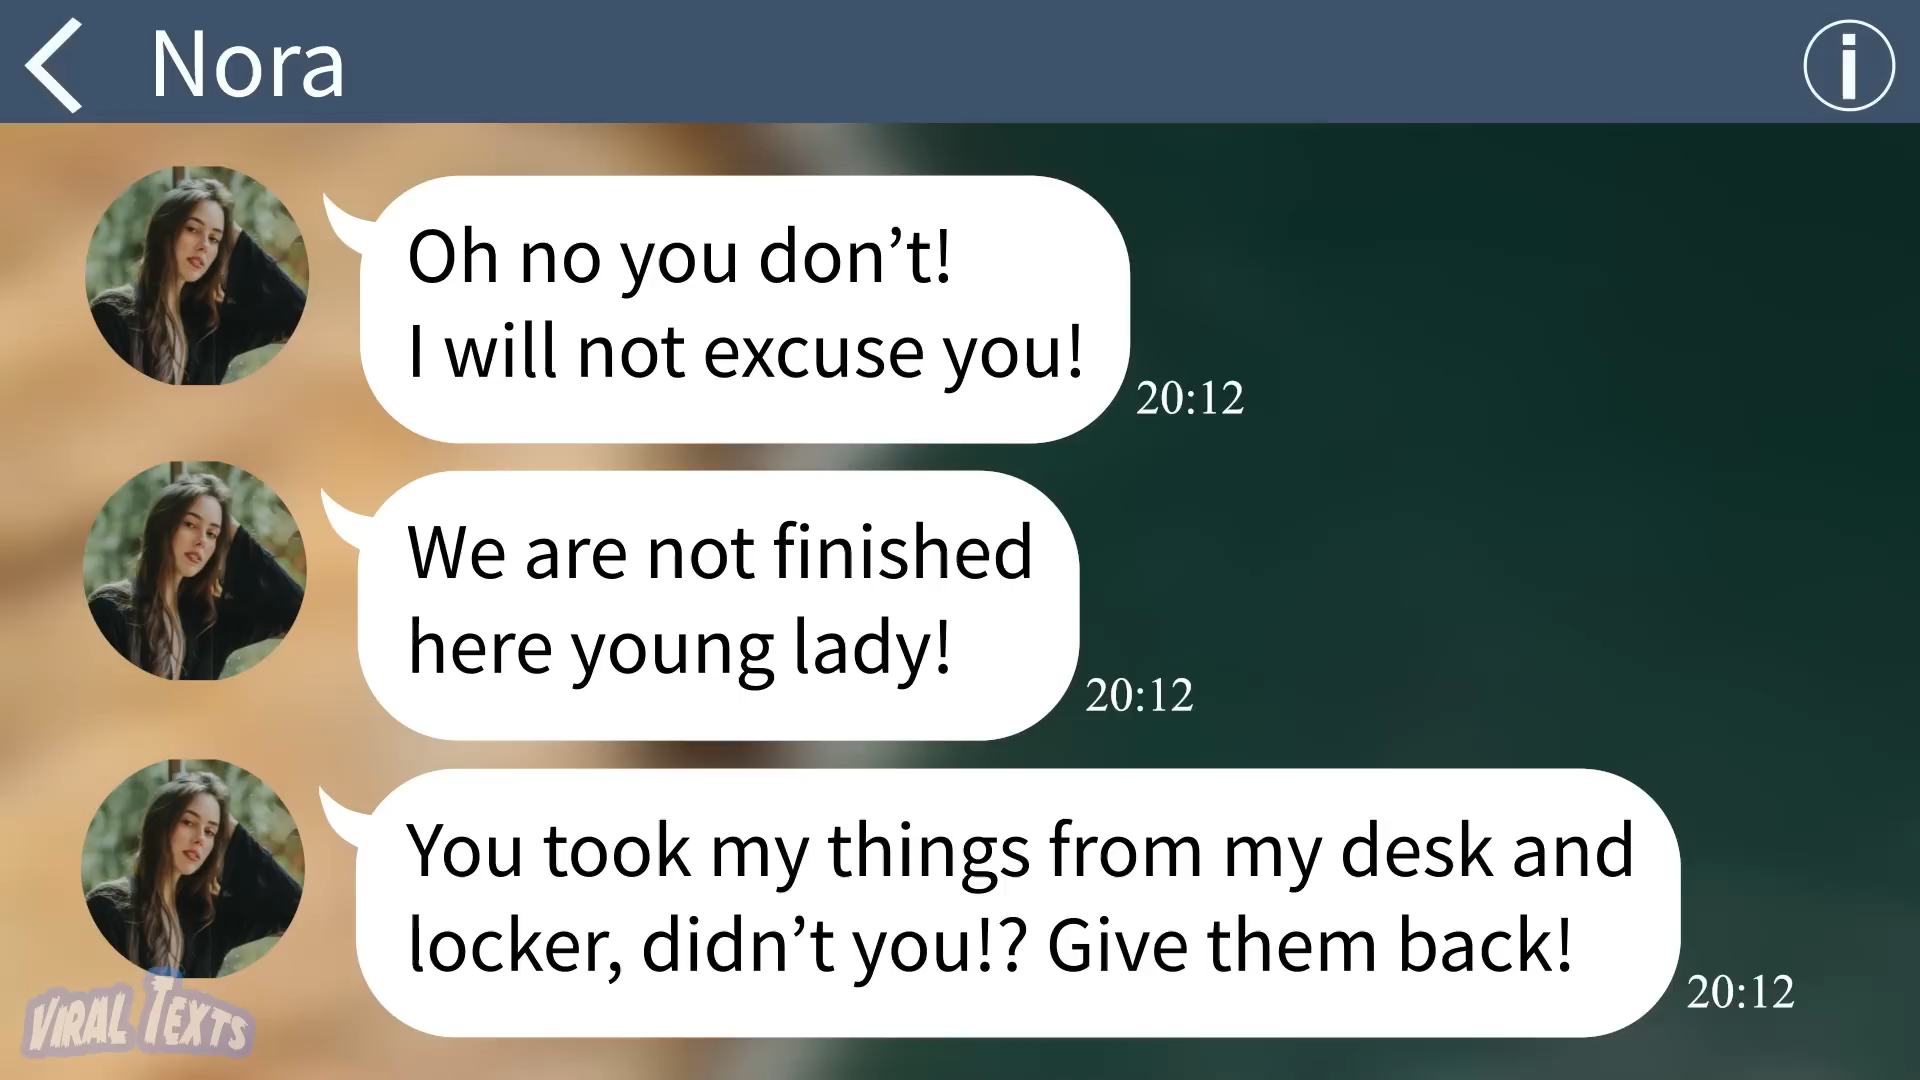 Nora
Oh no you don’t!
I will not excuse you!
20:12
We are not finished
here young lady!
20:12
You took my things from my desk and
locker, didn’t you!? Give them back!
20:12
VIRAL TEXTS